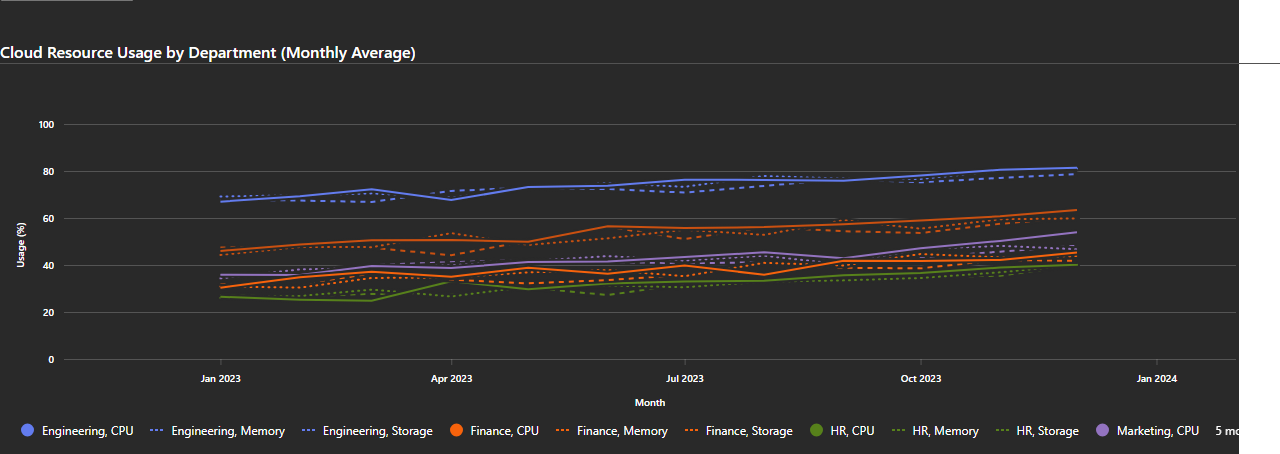 Cloud Resource Usage by Department (Monthly Average)
100
80
60
40
20
0
Usage (%)
Jan 2023 Apr 2023 Jul 2023 Oct 2023 Jan 2024
Month
Engineering, CPU Engineering, Memory Engineering, Storage Finance, CPU Finance, Memory Finance, Storage HR, CPU HR, Memory HR, Storage Marketing, CPU 5